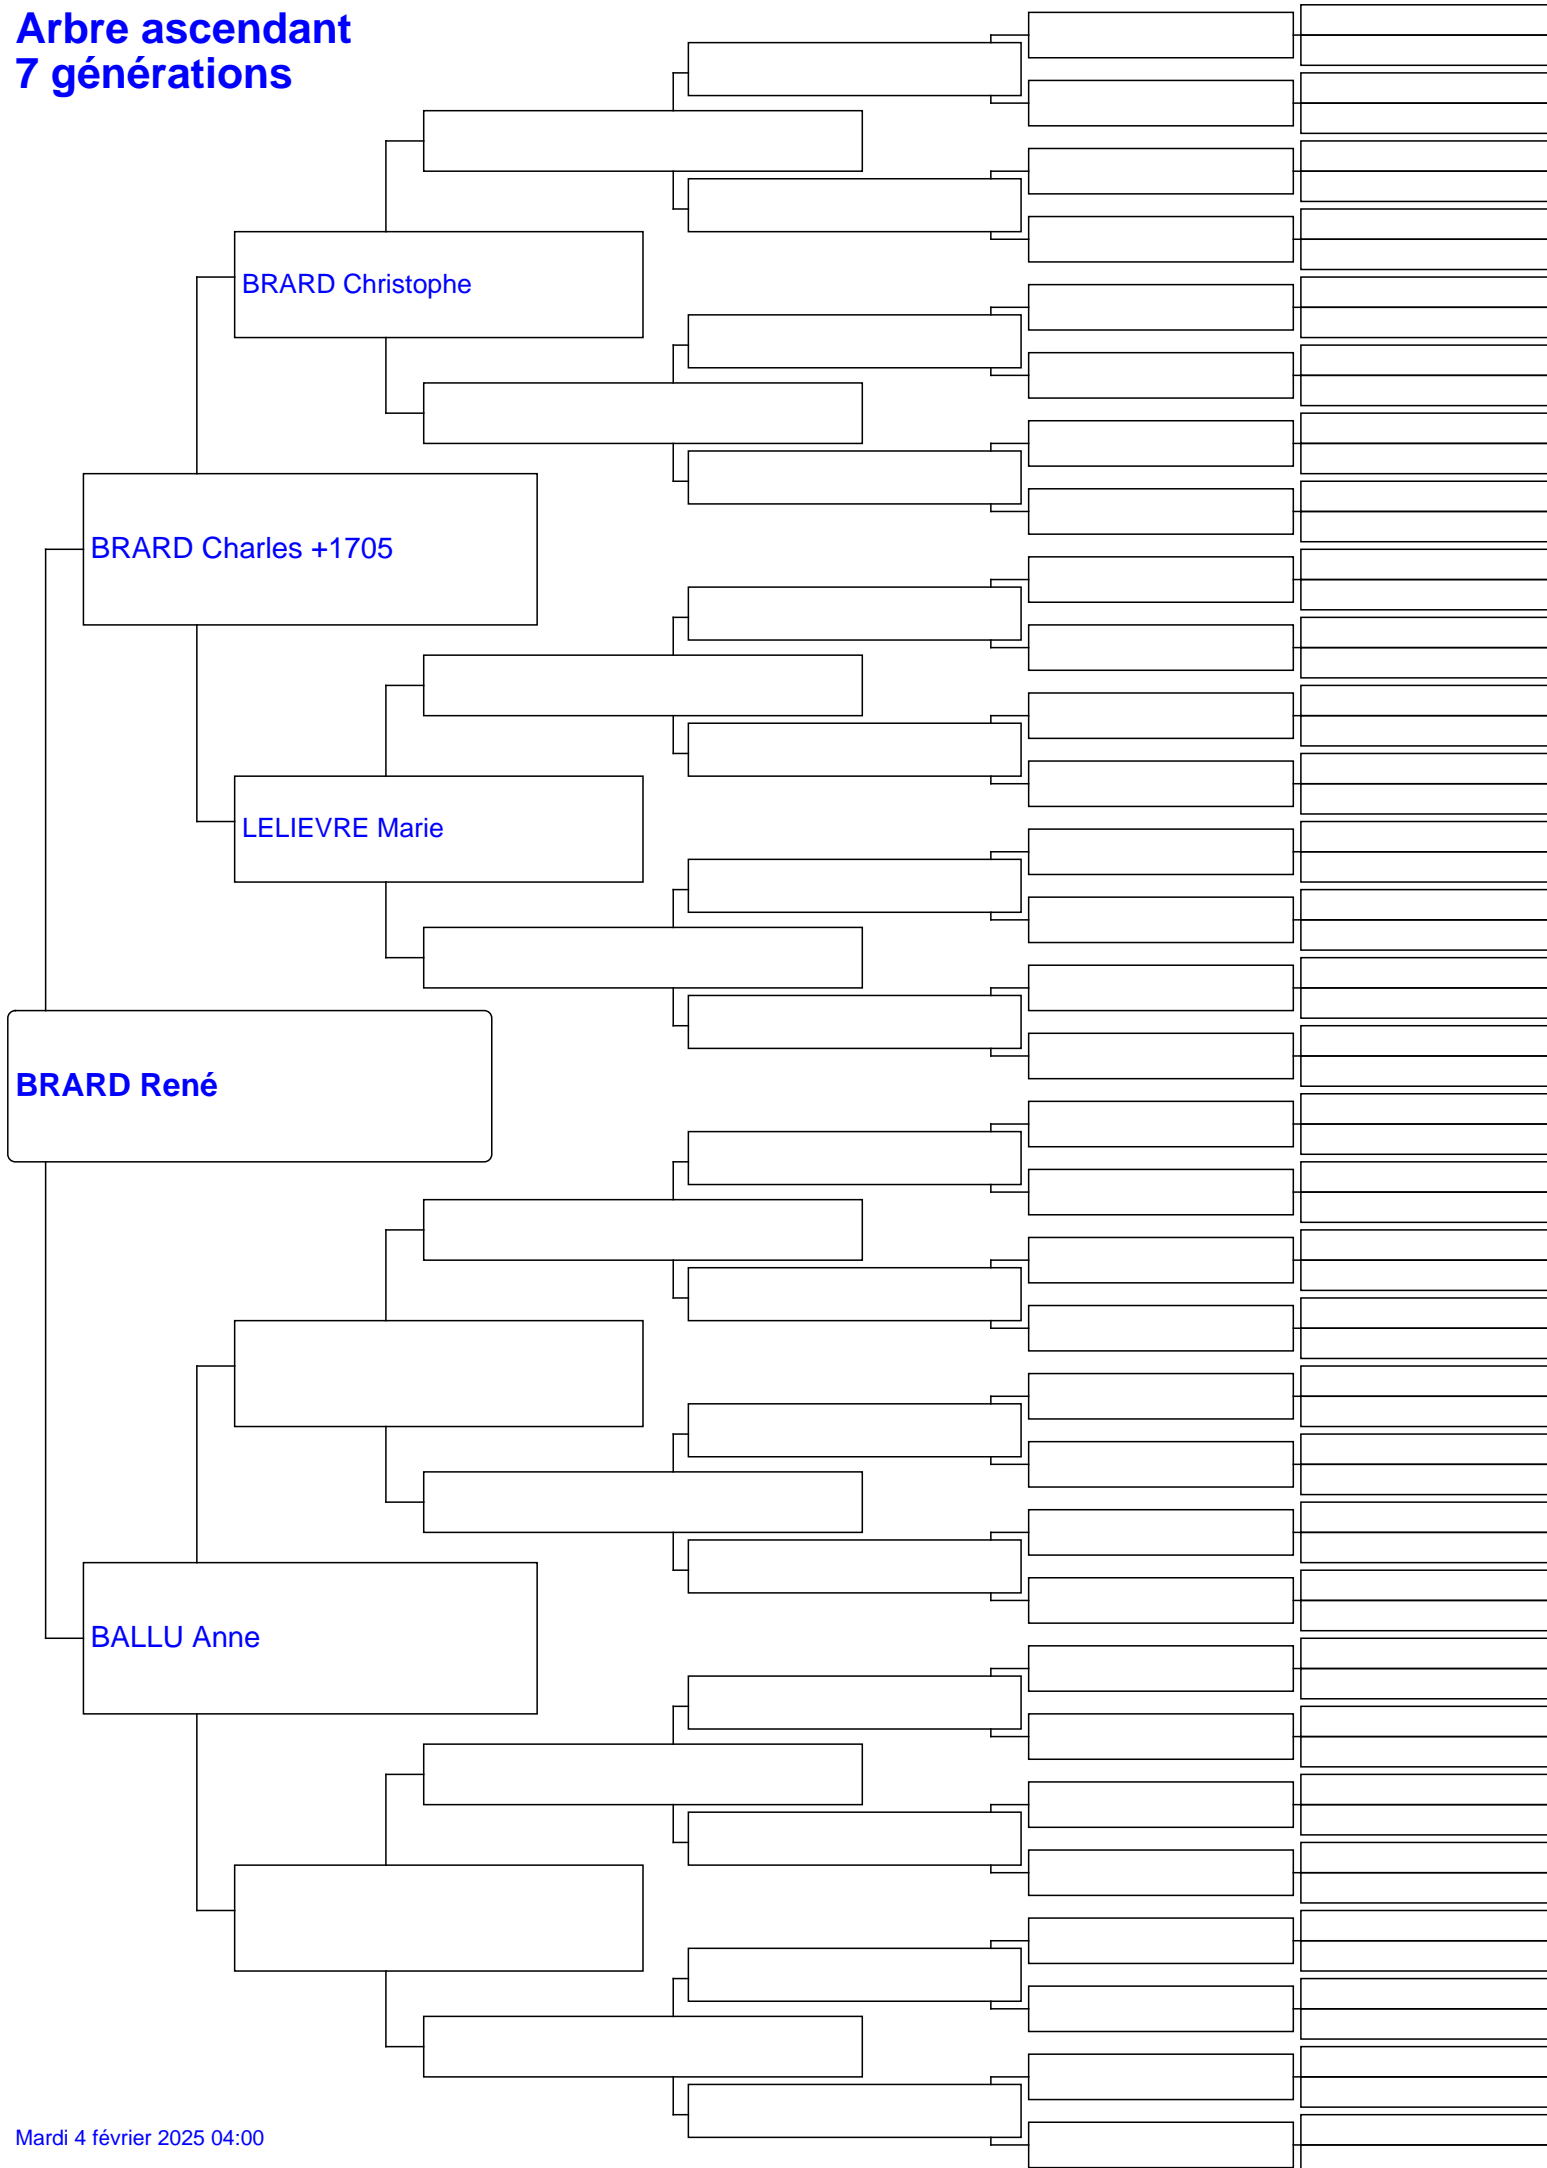 Arbre ascendant
7 générations
BRARD Christophe
BRARD Charles +1705
LELIEVRE Marie
BRARD René
BALLU Anne
Mardi 4 février 2025 04:00